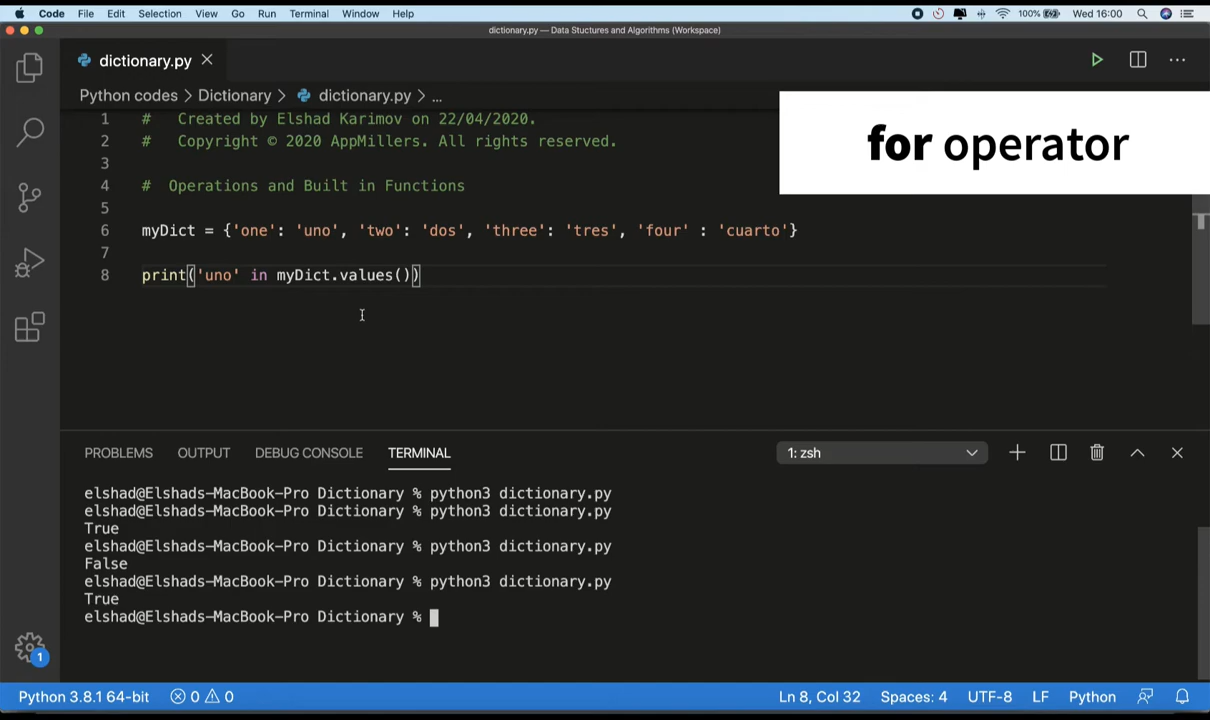 Code File Edit Selection View Go Run Terminal Window Help 100% Wed 16:00
dictionary.py — Data Stuctures and Algorithms (Workspace)
dictionary.py
Python codes > Dictionary > dictionary.py > ...
for operator
1 # Created by Elshad Karimov on 22/04/2020.
2 # Copyright © 2020 AppMillers. All rights reserved.
3
4 # Operations and Built in Functions
5
6 myDict = {'one': 'uno', 'two': 'dos', 'three': 'tres', 'four' : 'cuarto'}
7
8 print('uno' in myDict.values())
PROBLEMS OUTPUT DEBUG CONSOLE TERMINAL 1: zsh
elshad@Elshads-MacBook-Pro Dictionary % python3 dictionary.py
elshad@Elshads-MacBook-Pro Dictionary % python3 dictionary.py
True
elshad@Elshads-MacBook-Pro Dictionary % python3 dictionary.py
False
elshad@Elshads-MacBook-Pro Dictionary % python3 dictionary.py
True
elshad@Elshads-MacBook-Pro Dictionary %
1
Python 3.8.1 64-bit 0 0 Ln 8, Col 32 Spaces: 4 UTF-8 LF Python